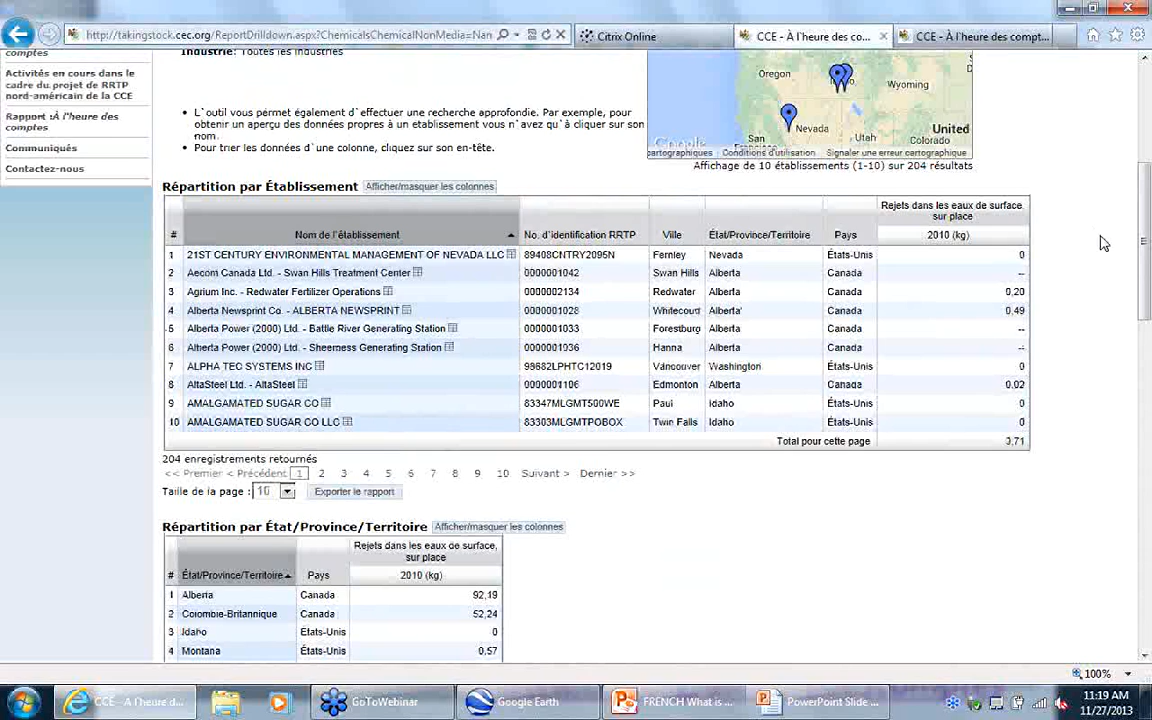 http://takingstock.cec.org/ReportDrilldown.aspx?ChemicalsChemicalNonMedia=Nan
Citrix Online
CCE - À l'heure des co...
CCE - À l'heure des compt...
comptes
Activités en cours dans le
cadre du projet de RRTP
nord-américain de la CCE
Rapport :À l'heure des
comptes
Communiqués
Contactez-nous
Industrie: Toutes les industries
• L`outil vous permet également d`effectuer une recherche approfondie. Par exemple, pour
obtenir un aperçu des données propres à un etablissement vous n`avez qu`à cliquer sur son
nom.
• Pour trier les données d`une colonne, cliquez sur son en-tête.
Oregon
Wyoming
Nevada
Utah
San
United
Colorado
Google
cartographiques Conditions d'utilisation Signaler une erreur cartographique
Affichage de 10 établissements (1-10) sur 204 résultats
Répartition par Établissement Afficher/masquer les colonnes
Rejets dans les eaux de surface,
sur place
# Nom de l'établissement No. d'identification RRTP Ville État/Province/Territoire Pays 2010 (kg)
1 21ST CENTURY ENVIRONMENTAL MANAGEMENT OF NEVADA LLC 89408CNTRY2095N Fernley Nevada États-Unis 0
2 Aecom Canada Ltd. - Swan Hills Treatment Center 0000001042 Swan Hills Alberta Canada --
3 Agrium Inc. - Redwater Fertilizer Operations 0000002134 Redwater Alberta Canada 0,20
4 Alberta Newsprint Co. - ALBERTA NEWSPRINT 0000001028 Whitecourt Alberta Canada 0,49
5 Alberta Power (2000) Ltd. - Battle River Generating Station 0000001033 Forestburg Alberta Canada --
6 Alberta Power (2000) Ltd. - Sheerness Generating Station 0000001036 Hanna Alberta Canada --
7 ALPHA TEC SYSTEMS INC 98682LPHTC12019 Vancouver Washington États-Unis 0
8 AltaSteel Ltd. - AltaSteel 0000001106 Edmonton Alberta Canada 0,02
9 AMALGAMATED SUGAR CO 83347MLGMT500WE Paul Idaho États-Unis 0
10 AMALGAMATED SUGAR CO LLC 83303MLGMTPOBOX Twin Falls Idaho États-Unis 0
Total pour cette page 3,71
204 enregistrements retournés
<< Premier < Précédent 1 2 3 4 5 6 7 8 9 10 Suivant > Dernier >>
Taille de la page : 10 Exporter le rapport
Répartition par État/Province/Territoire Afficher/masquer les colonnes
Rejets dans les eaux de surface,
sur place
# État/Province/Territoire Pays 2010 (kg)
1 Alberta Canada 92,19
2 Colombie-Britannique Canada 52,24
3 Idaho États-Unis 0
4 Montana États-Unis 0,57
100%
CCE - À l'heure d...
GoToWebinar
Google Earth
FRENCH What is ...
PowerPoint Slide ...
11:19 AM
11/27/2013